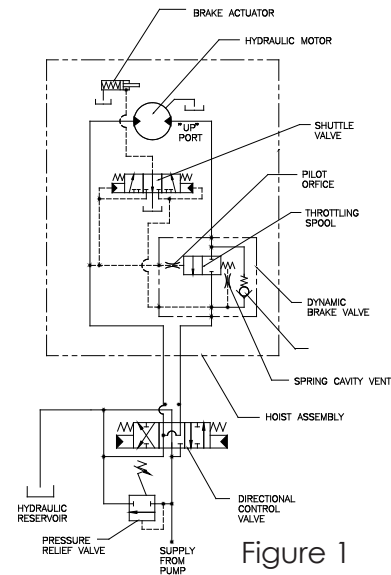 BRAKE ACTUATOR
HYDRAULIC MOTOR
"UP"
PORT
SHUTTLE
VALVE
PILOT
ORFICE
THROTTLING
SPOOL
DYNAMIC
BRAKE VALVE
SPRING CAVITY VENT
HOIST ASSEMBLY
HYDRAULIC
RESERVOIR
DIRECTIONAL
CONTROL
VALVE
PRESSURE
RELIEF VALVE
SUPPLY
FROM
PUMP
Figure 1